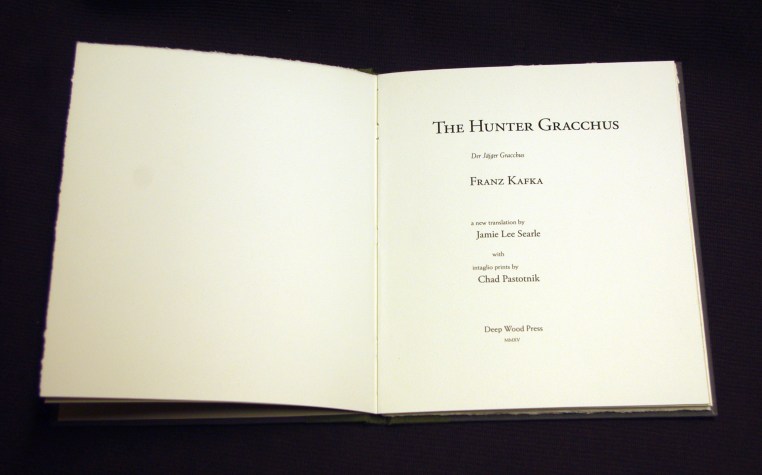 The Hunter Gracchus
Der Jäger Gracchus
Franz Kafka
a new translation by
Jamie Lee Searle
with
intaglio prints by
Chad Pastotnik
Deep Wood Press
MMXV